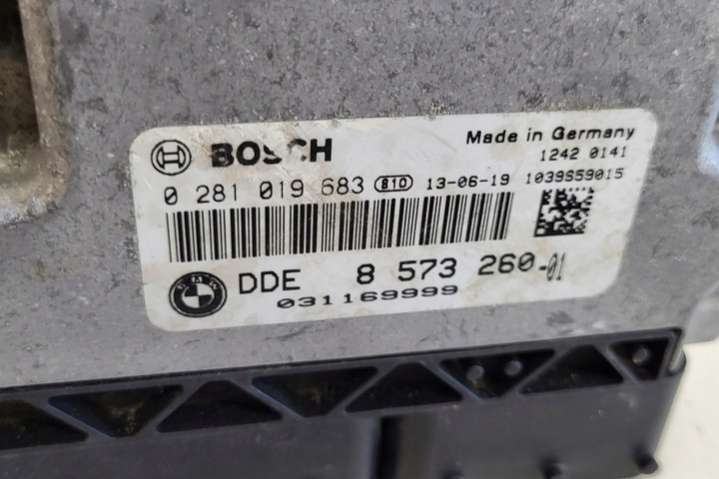 BOSCH
Made in Germany
1242 0141
0 281 019 683 810 13-06-19 1039S59015
DDE 8 573 260-01
031169999